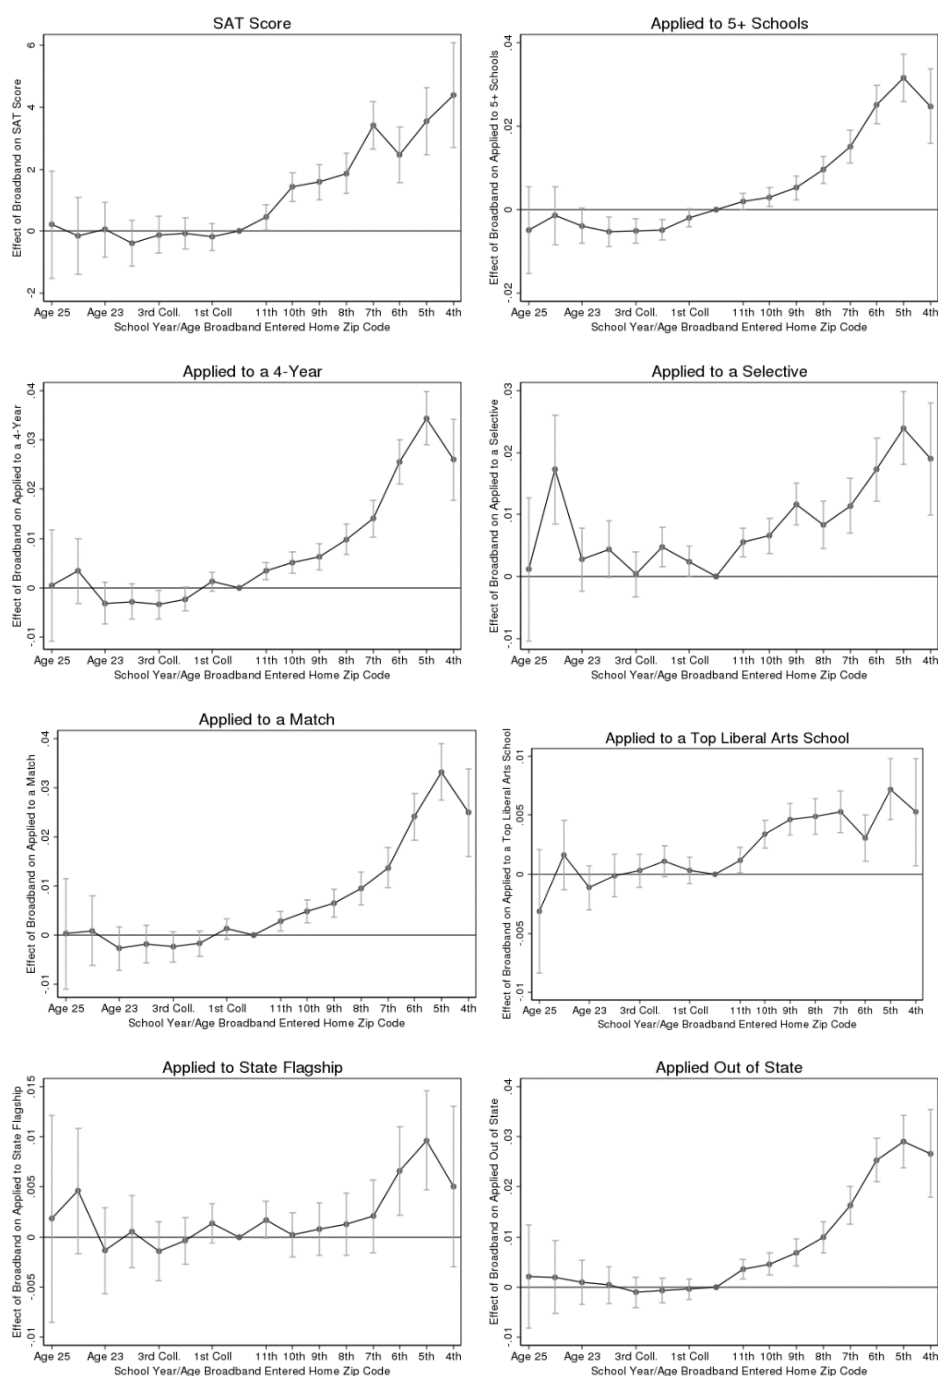 SAT Score
Effect of Broadband on SAT Score
6
4
2
0
-2
Age 25 Age 23 3rd Coll. 1st Coll 11th 10th 9th 8th 7th 6th 5th 4th
School Year/Age Broadband Entered Home Zip Code
Applied to 5+ Schools
Effect of Broadband on Applied to 5+ Schools
.04
.02
0
-.02
Age 25 Age 23 3rd Coll. 1st Coll 11th 10th 9th 8th 7th 6th 5th 4th
School Year/Age Broadband Entered Home Zip Code
Applied to a 4-Year
Effect of Broadband on Applied to a 4-Year
.04
.03
.02
.01
0
-.01
Age 25 Age 23 3rd Coll. 1st Coll 11th 10th 9th 8th 7th 6th 5th 4th
School Year/Age Broadband Entered Home Zip Code
Applied to a Selective
Effect of Broadband on Applied to a Selective
.03
.02
.01
0
-.01
Age 25 Age 23 3rd Coll. 1st Coll 11th 10th 9th 8th 7th 6th 5th 4th
School Year/Age Broadband Entered Home Zip Code
Applied to a Match
Effect of Broadband on Applied to a Match
.04
.03
.02
.01
0
-.01
Age 25 Age 23 3rd Coll. 1st Coll 11th 10th 9th 8th 7th 6th 5th 4th
School Year/Age Broadband Entered Home Zip Code
Applied to a Top Liberal Arts School
Effect of Broadband on Applied to a Top Liberal Arts School
.01
.005
0
-.005
-.01
Age 25 Age 23 3rd Coll. 1st Coll 11th 10th 9th 8th 7th 6th 5th 4th
School Year/Age Broadband Entered Home Zip Code
Applied to State Flagship
Effect of Broadband on Applied to State Flagship
.015
.01
.005
0
-.005
-.01
Age 25 Age 23 3rd Coll. 1st Coll 11th 10th 9th 8th 7th 6th 5th 4th
School Year/Age Broadband Entered Home Zip Code
Applied Out of State
Effect of Broadband on Applied Out of State
.04
.03
.02
.01
0
-.01
Age 25 Age 23 3rd Coll. 1st Coll 11th 10th 9th 8th 7th 6th 5th 4th
School Year/Age Broadband Entered Home Zip Code